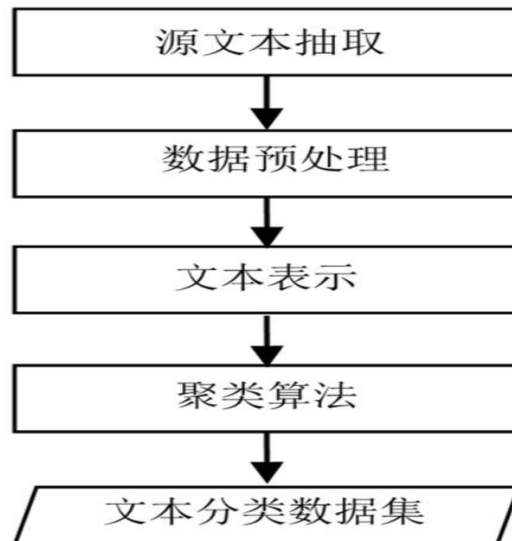 源文本抽取
数据预处理
文本表示
聚类算法
文本分类数据集